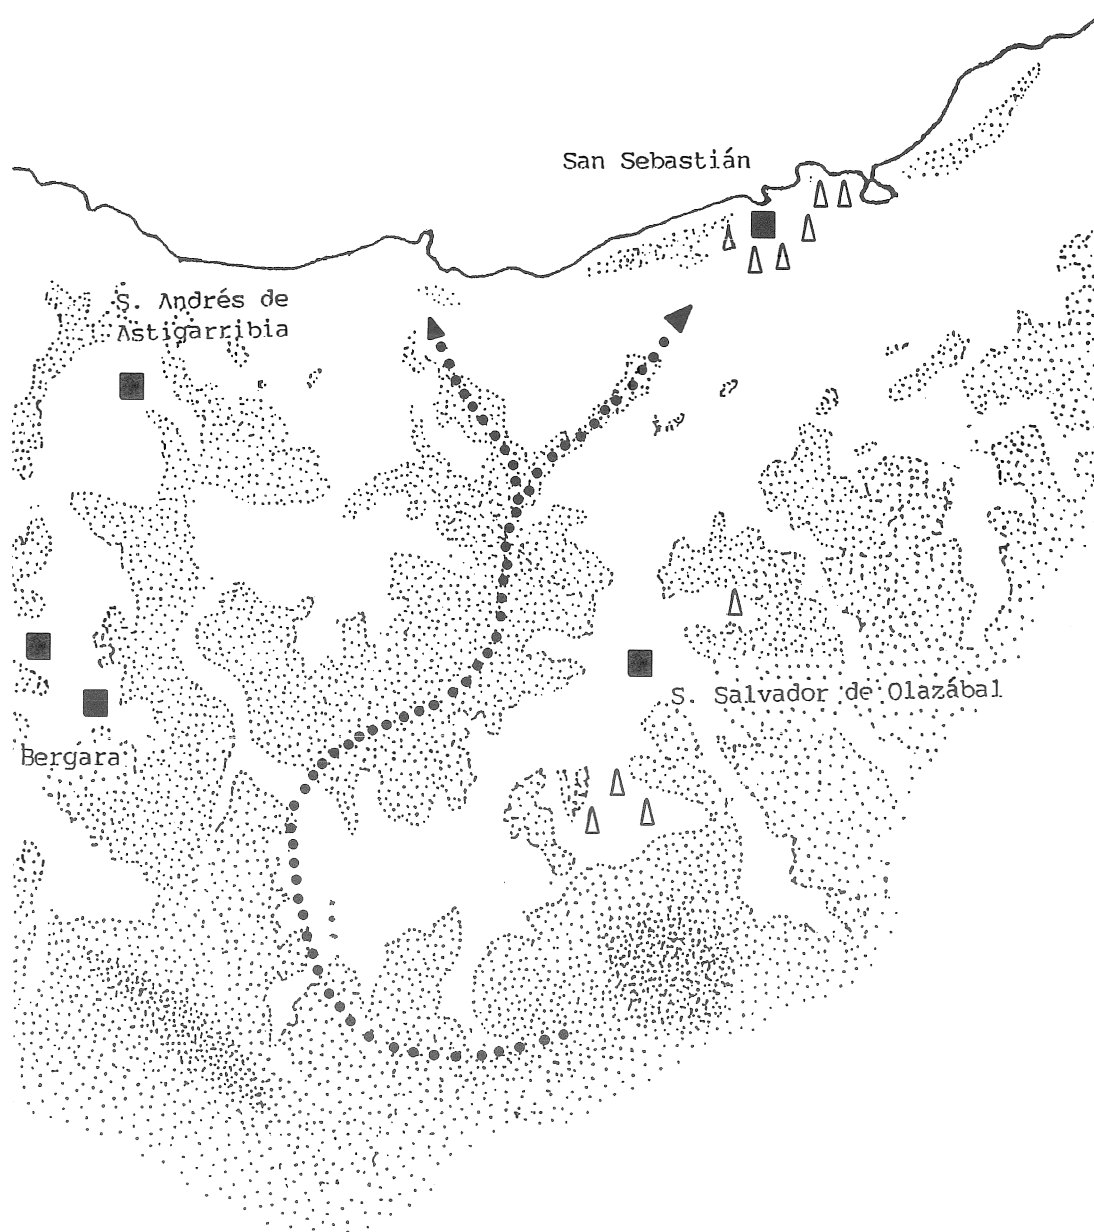 San Sebastián
S. Andrés de
Astigarribia
S. Salvador de Olazábal
Bergara